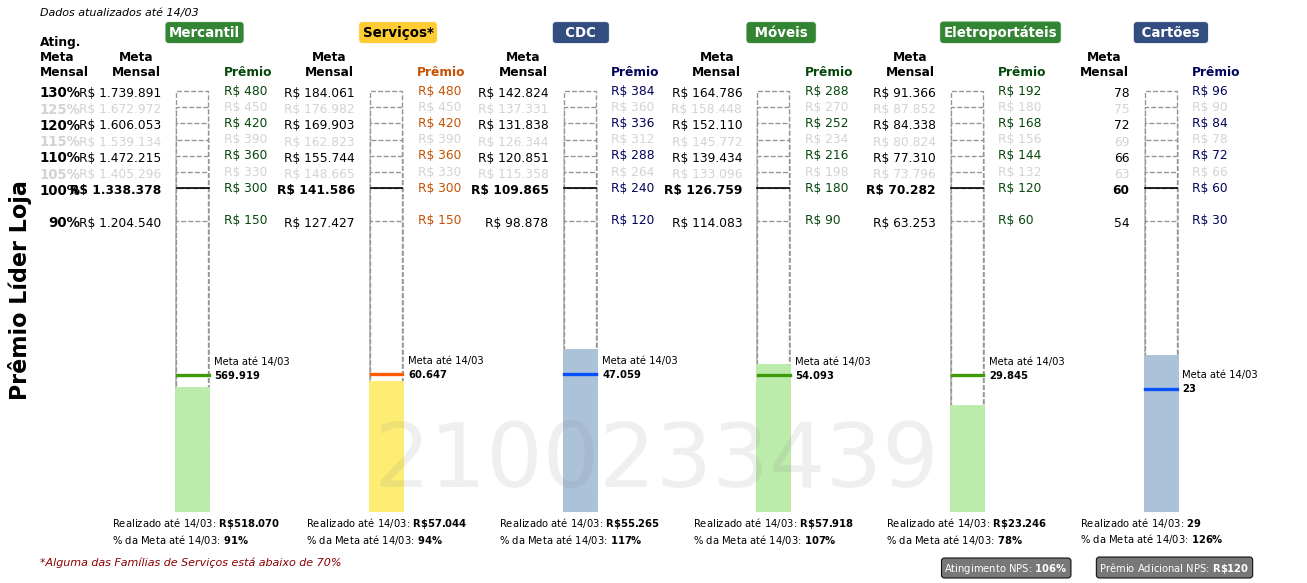 Dados atualizados até 14/03
Mercantil Serviços* CDC Móveis Eletroportáteis Cartões
Ating. Meta Mensal Meta Mensal Prêmio Meta Mensal Prêmio Meta Mensal Prêmio Meta Mensal Prêmio Meta Mensal Prêmio Meta Mensal Prêmio
130% R$ 1.739.891 R$ 480 R$ 184.061 R$ 480 R$ 142.824 R$ 384 R$ 164.786 R$ 288 R$ 91.366 R$ 192 78 R$ 96
125% R$ 1.672.972 R$ 450 R$ 176.982 R$ 450 R$ 137.331 R$ 360 R$ 158.448 R$ 270 R$ 87.852 R$ 180 75 R$ 90
120% R$ 1.606.053 R$ 420 R$ 169.903 R$ 420 R$ 131.838 R$ 336 R$ 152.110 R$ 252 R$ 84.338 R$ 168 72 R$ 84
115% R$ 1.539.134 R$ 390 R$ 162.823 R$ 390 R$ 126.344 R$ 312 R$ 145.772 R$ 234 R$ 80.824 R$ 156 69 R$ 78
110% R$ 1.472.215 R$ 360 R$ 155.744 R$ 360 R$ 120.851 R$ 288 R$ 139.434 R$ 216 R$ 77.310 R$ 144 66 R$ 72
105% R$ 1.405.296 R$ 330 R$ 148.665 R$ 330 R$ 115.358 R$ 264 R$ 133.096 R$ 198 R$ 73.796 R$ 132 63 R$ 66
100% R$ 1.338.378 R$ 300 R$ 141.586 R$ 300 R$ 109.865 R$ 240 R$ 126.759 R$ 180 R$ 70.282 R$ 120 60 R$ 60
90% R$ 1.204.540 R$ 150 R$ 127.427 R$ 150 R$ 98.878 R$ 120 R$ 114.083 R$ 90 R$ 63.253 R$ 60 54 R$ 30
Prêmio Líder Loja
Meta até 14/03 Meta até 14/03 Meta até 14/03 Meta até 14/03 Meta até 14/03 Meta até 14/03
569.919 60.647 47.059 54.093 29.845 23
2100233439
Realizado até 14/03: R$518.070 Realizado até 14/03: R$57.044 Realizado até 14/03: R$55.265 Realizado até 14/03: R$57.918 Realizado até 14/03: R$23.246 Realizado até 14/03: 29
% da Meta até 14/03: 91% % da Meta até 14/03: 94% % da Meta até 14/03: 117% % da Meta até 14/03: 107% % da Meta até 14/03: 78% % da Meta até 14/03: 126%
*Alguma das Famílias de Serviços está abaixo de 70%
Atingimento NPS: 106% Prêmio Adicional NPS: R$120